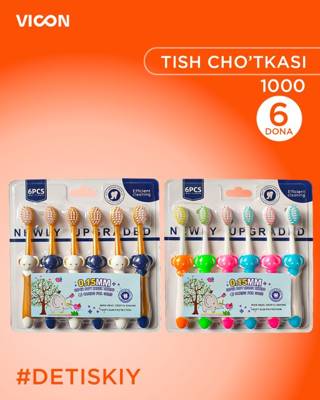 VICON
TISH CHO'TKASI
1000
6
DONA
6PCS
Efficient
Cleaning
6PCS
Efficient
Cleaning
NEWLY UPGRADED
NEWLY UPGRADED
0.15MM
0.15MM
#DETISKIY